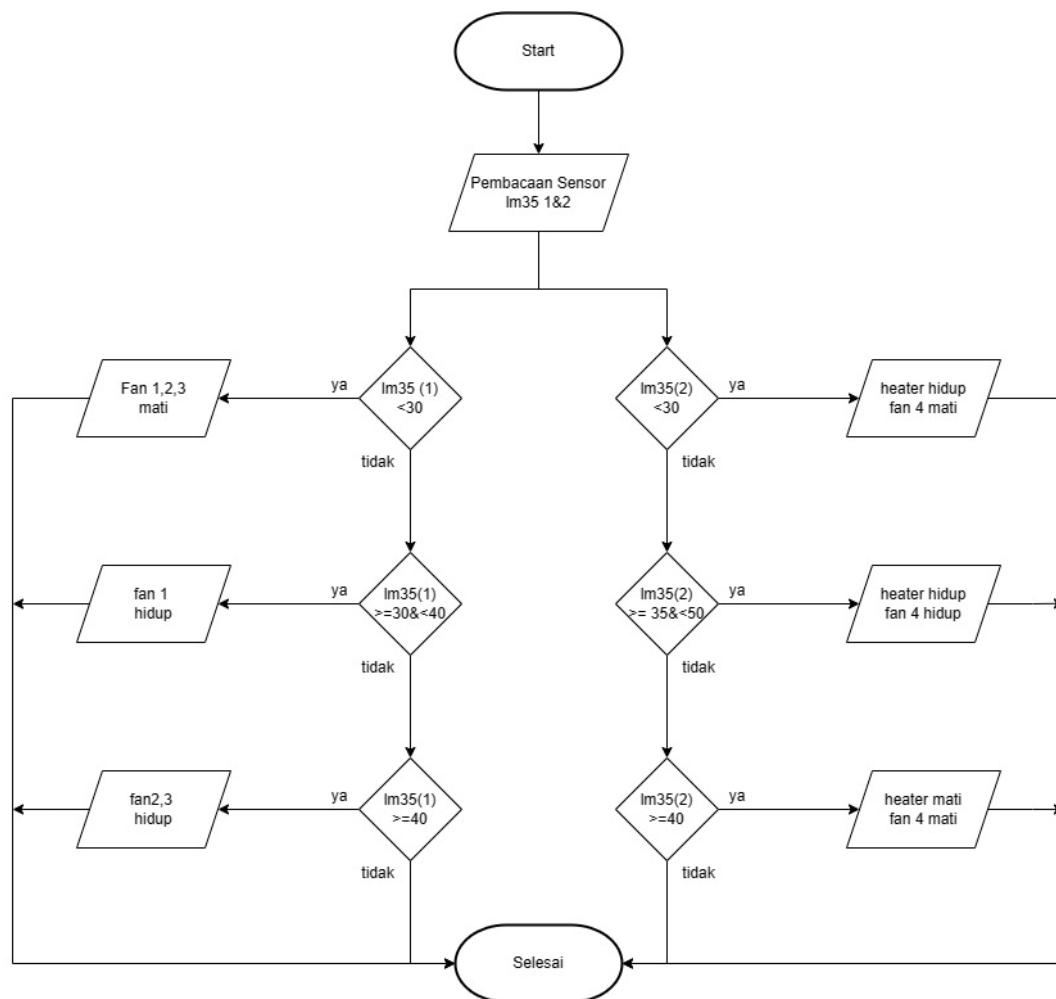 Start
Pembacaan Sensor
lm35 1&2
Fan 1,2,3
mati
ya
lm35 (1)
<30
tidak
lm35(2)
<30
ya
tidak
heater hidup
fan 4 mati
fan 1
hidup
ya
lm35(1)
>=30&<40
tidak
lm35(2)
>= 35&<50
ya
tidak
heater hidup
fan 4 hidup
fan2,3
hidup
ya
lm35(1)
>=40
tidak
lm35(2)
>=40
ya
tidak
heater mati
fan 4 mati
Selesai